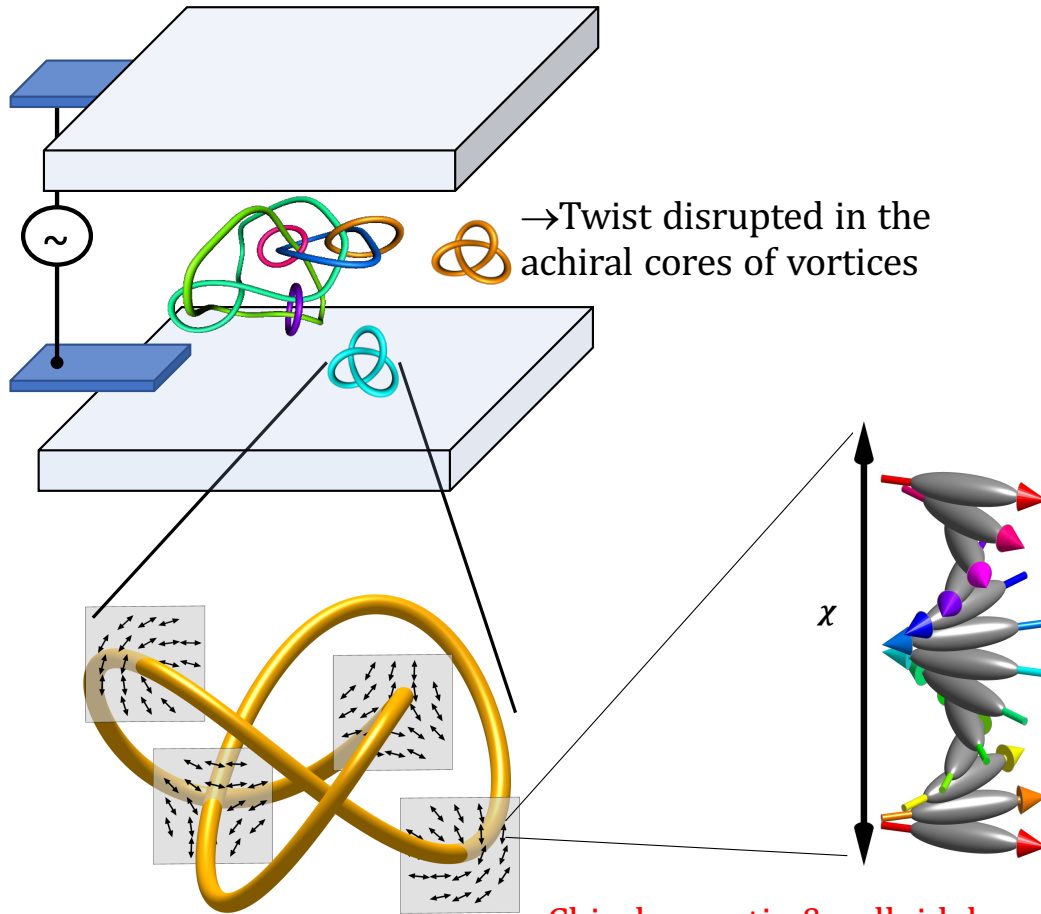 ~
→Twist disrupted in the
achiral cores of vortices
χ